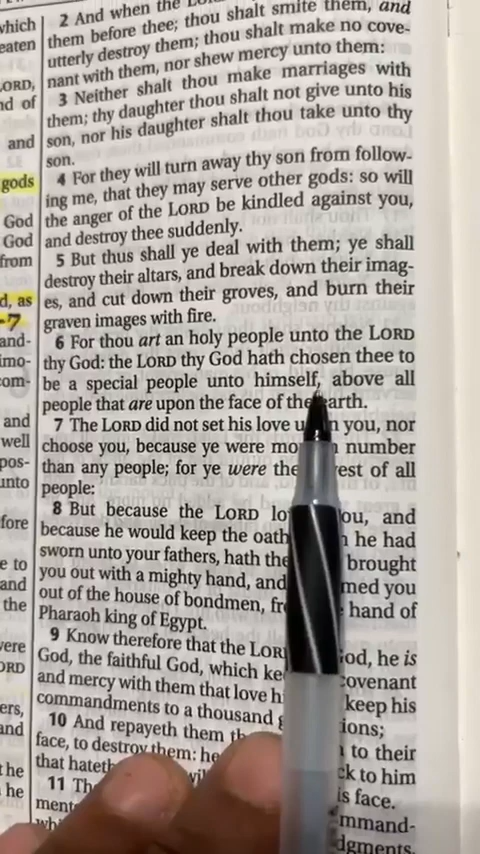 which
eaten
LORD,
nd of
and
gods
God
God
from
d, as
-7
and-
imo-
om-
and
well
pos-
unto
fore
e to
and
the
vere
ORD
ers,
and
the
he
2 And when the
them before thee; thou shalt smite them, and
utterly destroy them; thou shalt make no cove-
nant with them, nor shew mercy unto them:
3 Neither shalt thou make marriages with
them; thy daughter thou shalt not give unto his
son, nor his daughter shalt thou take unto thy
son.
4 For they will turn away thy son from follow-
ing me, that they may serve other gods: so will
the anger of the LORD be kindled against you,
and destroy thee suddenly.
5 But thus shall ye deal with them; ye shall
destroy their altars, and break down their imag-
es, and cut down their groves, and burn their
graven images with fire.
6 For thou art an holy people unto the LORD
thy God: the LORD thy God hath chosen thee to
be a special people unto himself, above all
people that are upon the face of the earth.
7 The LORD did not set his love u n you, nor
choose you, because ye were mo n number
than any people; for ye were the est of all
people:
8 But because the LORD lo ou, and
because he would keep the oath he had
sworn unto your fathers, hath the brought
you out with a mighty hand, and med you
out of the house of bondmen, fr hand of
Pharaoh king of Egypt.
9 Know therefore that the LOR God, he is
God, the faithful God, which ke covenant
and mercy with them that love h keep his
commandments to a thousand ions;
10 And repayeth them th to their
face, to destroy them: he ck to him
that hateth wil is face.
11 Th mmand-
ment dgments,